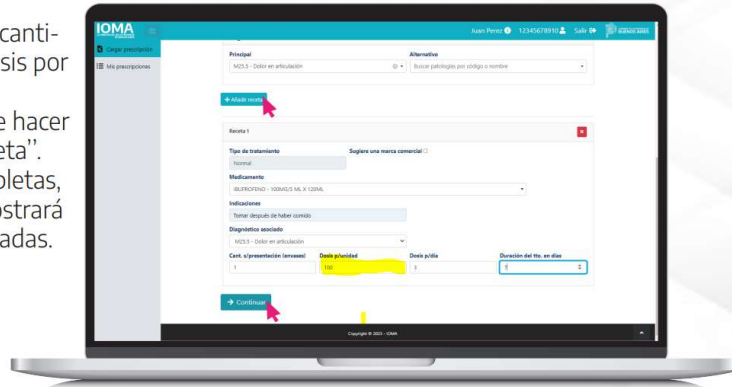 canti-
sis por
e hacer
eta”.
pletas,
ostrará
adas.
IOMA
Juan Perez
12345678910
Salir
BUENOS AIRES
Cargar prescripción
Mis prescripciones
Principal
Alternativo
M25.5 - Dolor en articulación
Buscar patologías por código o nombre
+ Añadir receta
Receta 1
Tipo de tratamiento
Sugiere una marca comercial
Normal
Medicamento
IBUPROFENO - 100MG/5 ML X 120ML
Indicaciones
Tomar después de haber comido
Diagnóstico asociado
M25.5 - Dolor en articulación
Cant. s/presentación (envases)
Dosis p/unidad
Dosis p/día
Duración del tto. en días
1
100
3
Continuar
Copyright © 2023 - IOMA